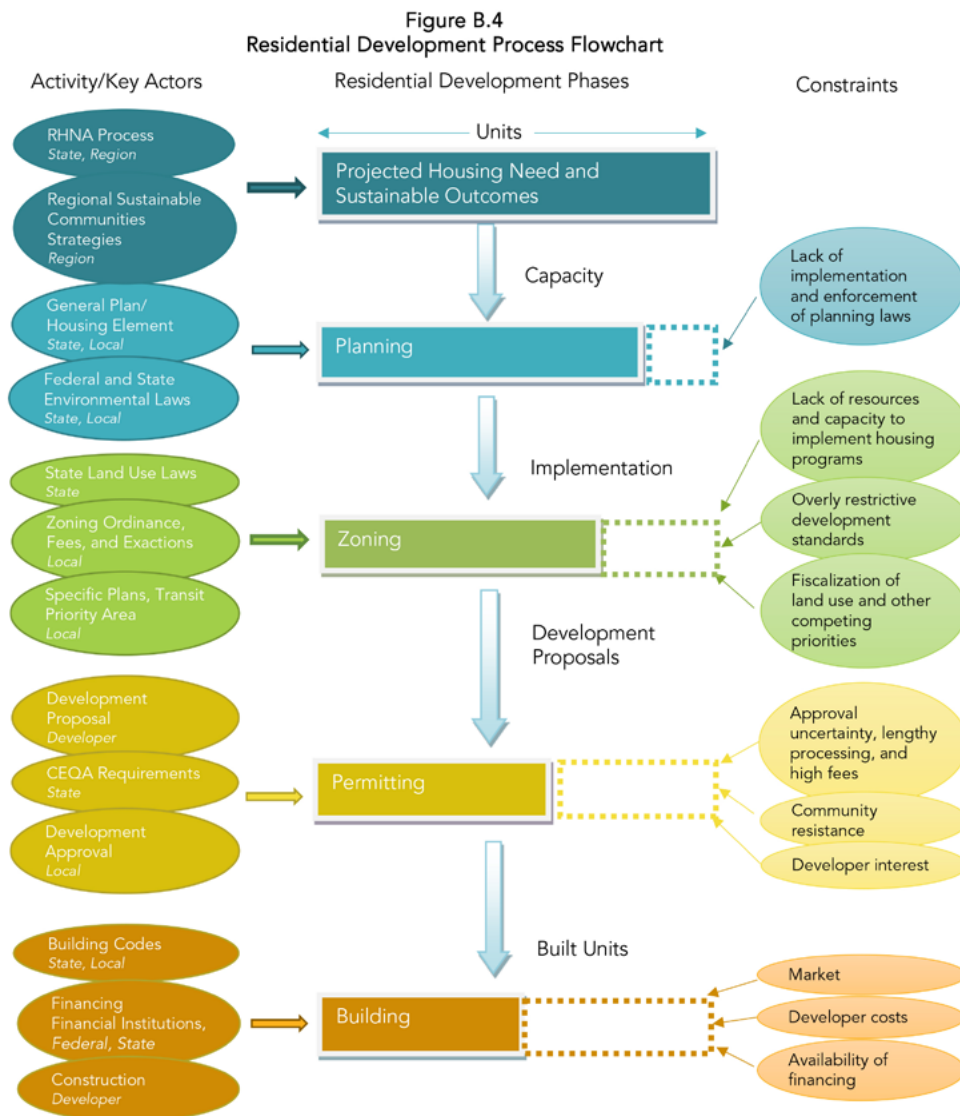 Figure B.4
Residential Development Process Flowchart
Activity/Key Actors
Residential Development Phases
Constraints
Units
RHNA Process
State, Region
Regional Sustainable
Communities
Strategies
Region
Projected Housing Need and
Sustainable Outcomes
Capacity
General Plan/
Housing Element
State, Local
Federal and State
Environmental Laws
State, Local
Planning
Lack of
implementation
and enforcement
of planning laws
Implementation
State Land Use Laws
State
Zoning Ordinance,
Fees, and Exactions
Local
Specific Plans, Transit
Priority Area
Local
Zoning
Lack of resources
and capacity to
implement housing
programs
Overly restrictive
development
standards
Fiscalization of
land use and other
competing
priorities
Development
Proposals
Development
Proposal
Developer
CEQA Requirements
State
Development
Approval
Local
Permitting
Approval
uncertainty, lengthy
processing, and
high fees
Community
resistance
Developer interest
Built Units
Building Codes
State, Local
Financing
Financial Institutions,
Federal, State
Construction
Developer
Building
Market
Developer costs
Availability of
financing